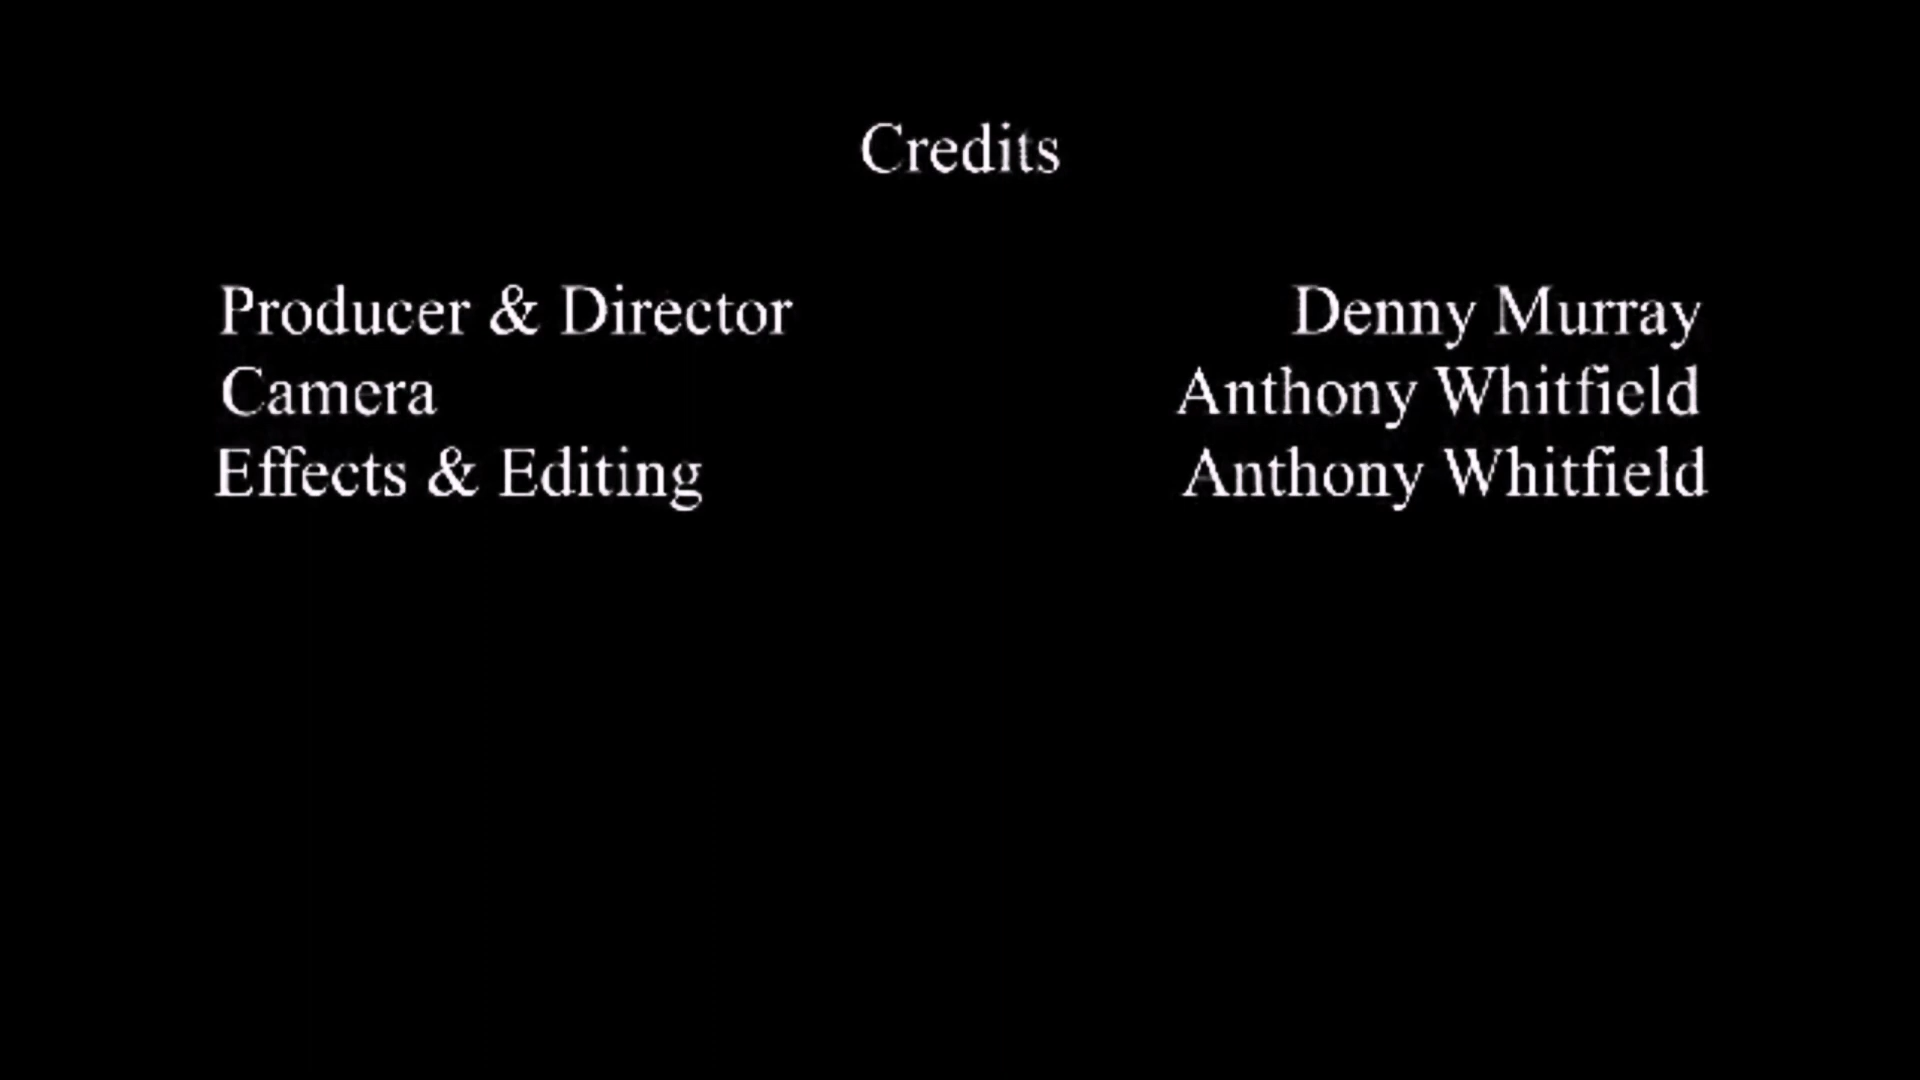 Credits
Producer & Director Denny Murray
Camera Anthony Whitfield
Effects & Editing Anthony Whitfield